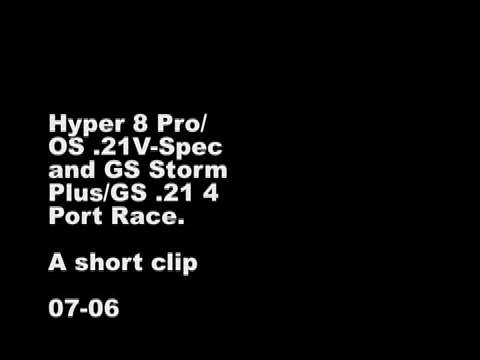 Hyper 8 Pro/
OS .21V-Spec
and GS Storm
Plus/GS .21 4
Port Race.
A short clip
07-06